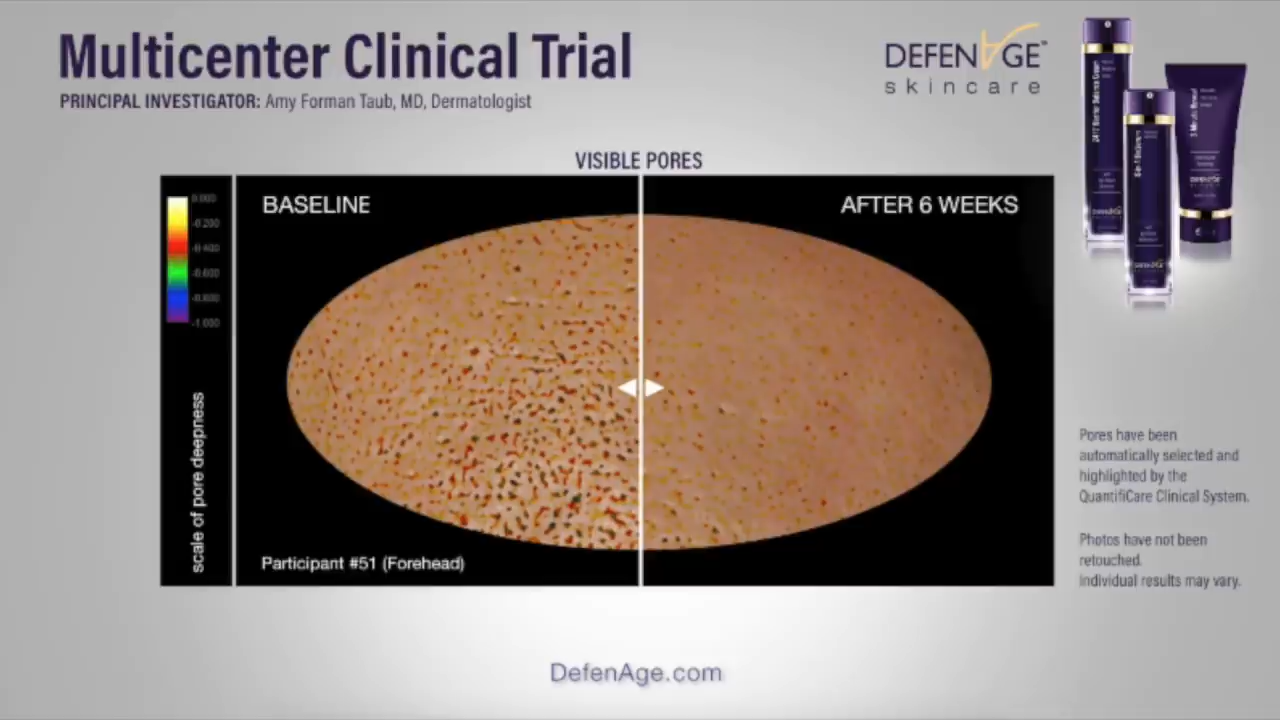 Multicenter Clinical Trial
PRINCIPAL INVESTIGATOR: Amy Forman Taub, MD, Dermatologist
DEFENAGE™
skincare
VISIBLE PORES
BASELINE
AFTER 6 WEEKS
0.000
-0.200
-0.400
-0.600
-0.800
-1.000
scale of pore deepness
Participant #51 (Forehead)
Pores have been
automatically selected and
highlighted by the
QuantifiCare Clinical System.
Photos have not been
retouched.
Individual results may vary.
DefenAge.com